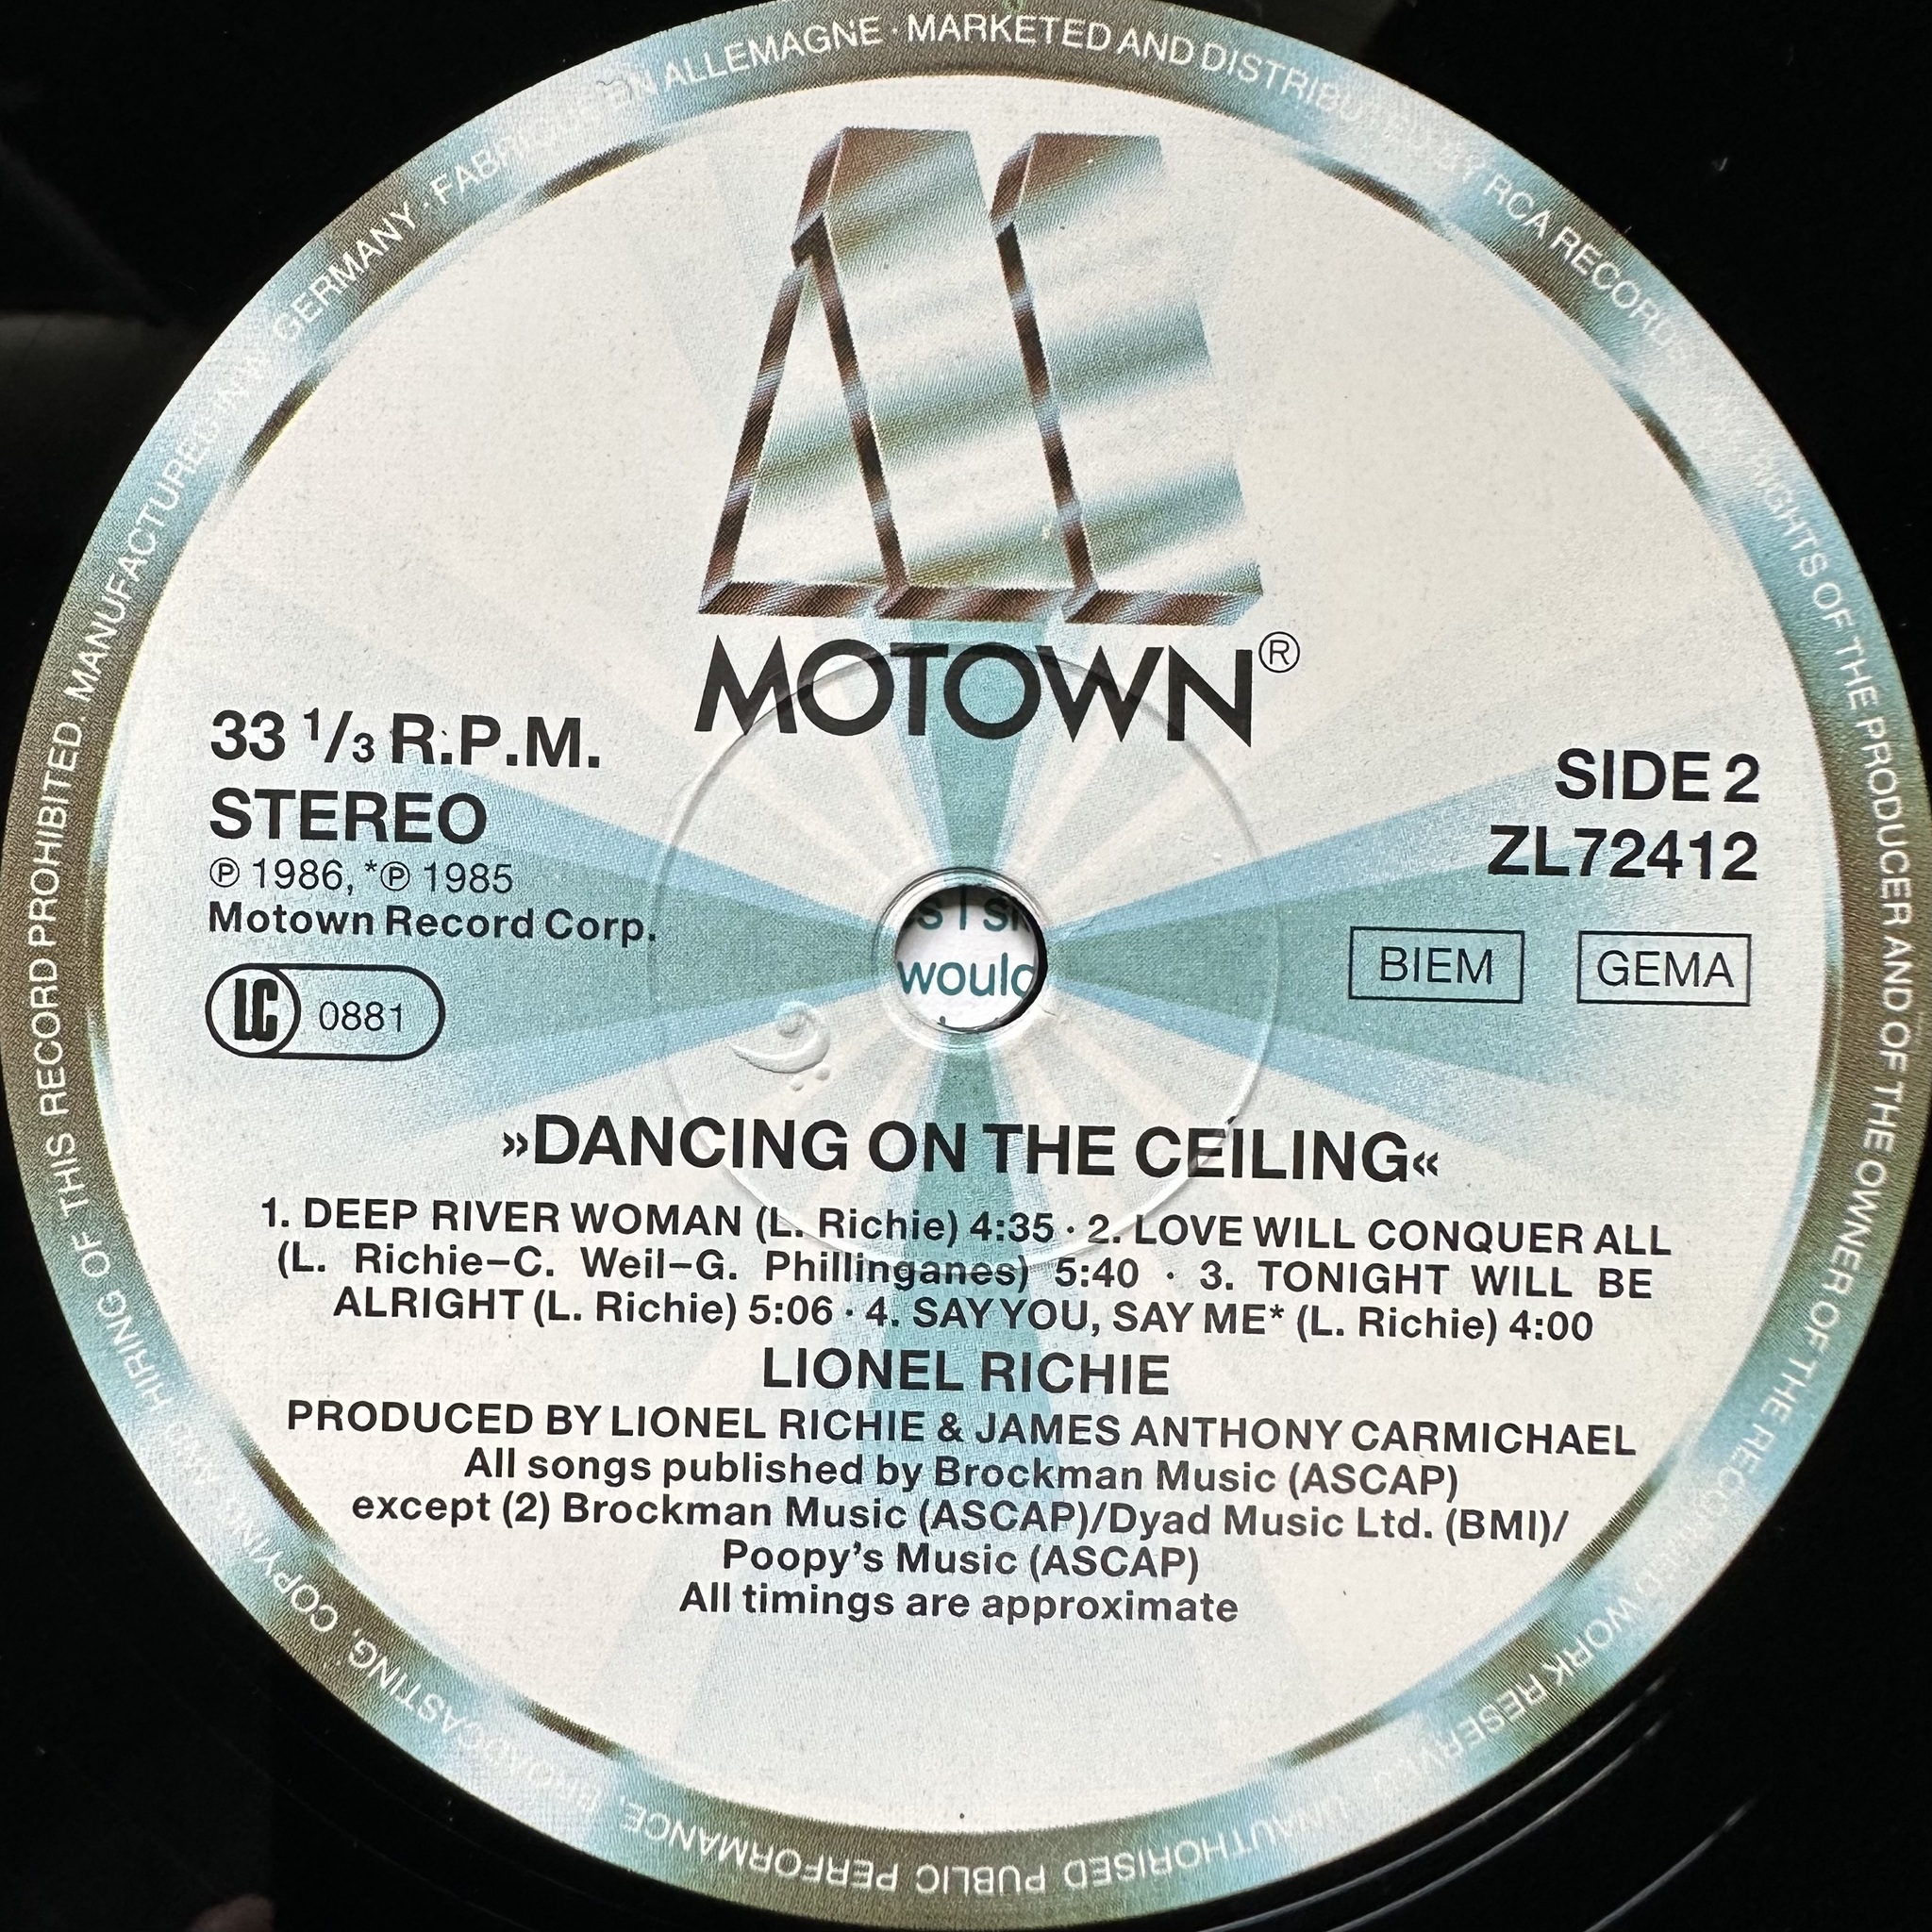 MANUFACTURED IN W. GERMANY · FABRIQUÉ EN ALLEMAGNE · MARKETED AND DISTRIBUTED BY RCA RECORDS
RIGHTS OF THE PRODUCER AND OF THE OWNER OF THE RECORDED WORK RESERVED
UNAUTHORISED PUBLIC PERFORMANCE, BROADCASTING, COPYING AND HIRING OF THIS RECORD PROHIBITED.
MOTOWN®
33 1/3 R.P.M.
STEREO
℗ 1986, *℗ 1985
Motown Record Corp.
LC 0881
SIDE 2
ZL72412
BIEM GEMA
would
»DANCING ON THE CEILING«
1. DEEP RIVER WOMAN (L. Richie) 4:35 · 2. LOVE WILL CONQUER ALL
(L. Richie–C. Weil–G. Phillinganes) 5:40 · 3. TONIGHT WILL BE
ALRIGHT (L. Richie) 5:06 · 4. SAY YOU, SAY ME* (L. Richie) 4:00
LIONEL RICHIE
PRODUCED BY LIONEL RICHIE & JAMES ANTHONY CARMICHAEL
All songs published by Brockman Music (ASCAP)
except (2) Brockman Music (ASCAP)/Dyad Music Ltd. (BMI)/
Poopy's Music (ASCAP)
All timings are approximate